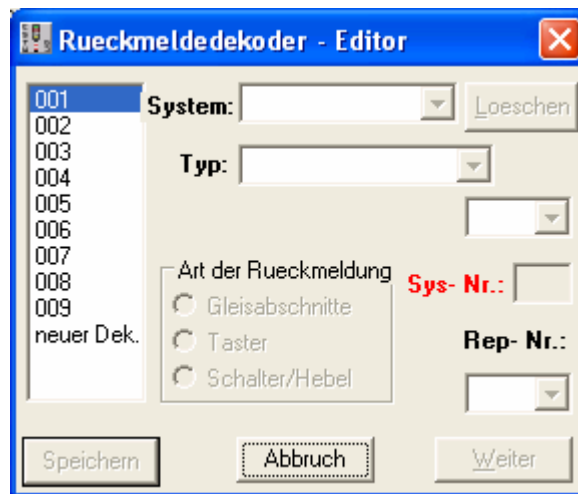 Rueckmeldedekoder - Editor
001
002
003
004
005
006
007
008
009
neuer Dek.
System:
Loeschen
Typ:
Art der Rueckmeldung
Gleisabschnitte
Taster
Schalter/Hebel
Sys- Nr.:
Rep- Nr.:
Speichern
Abbruch
Weiter